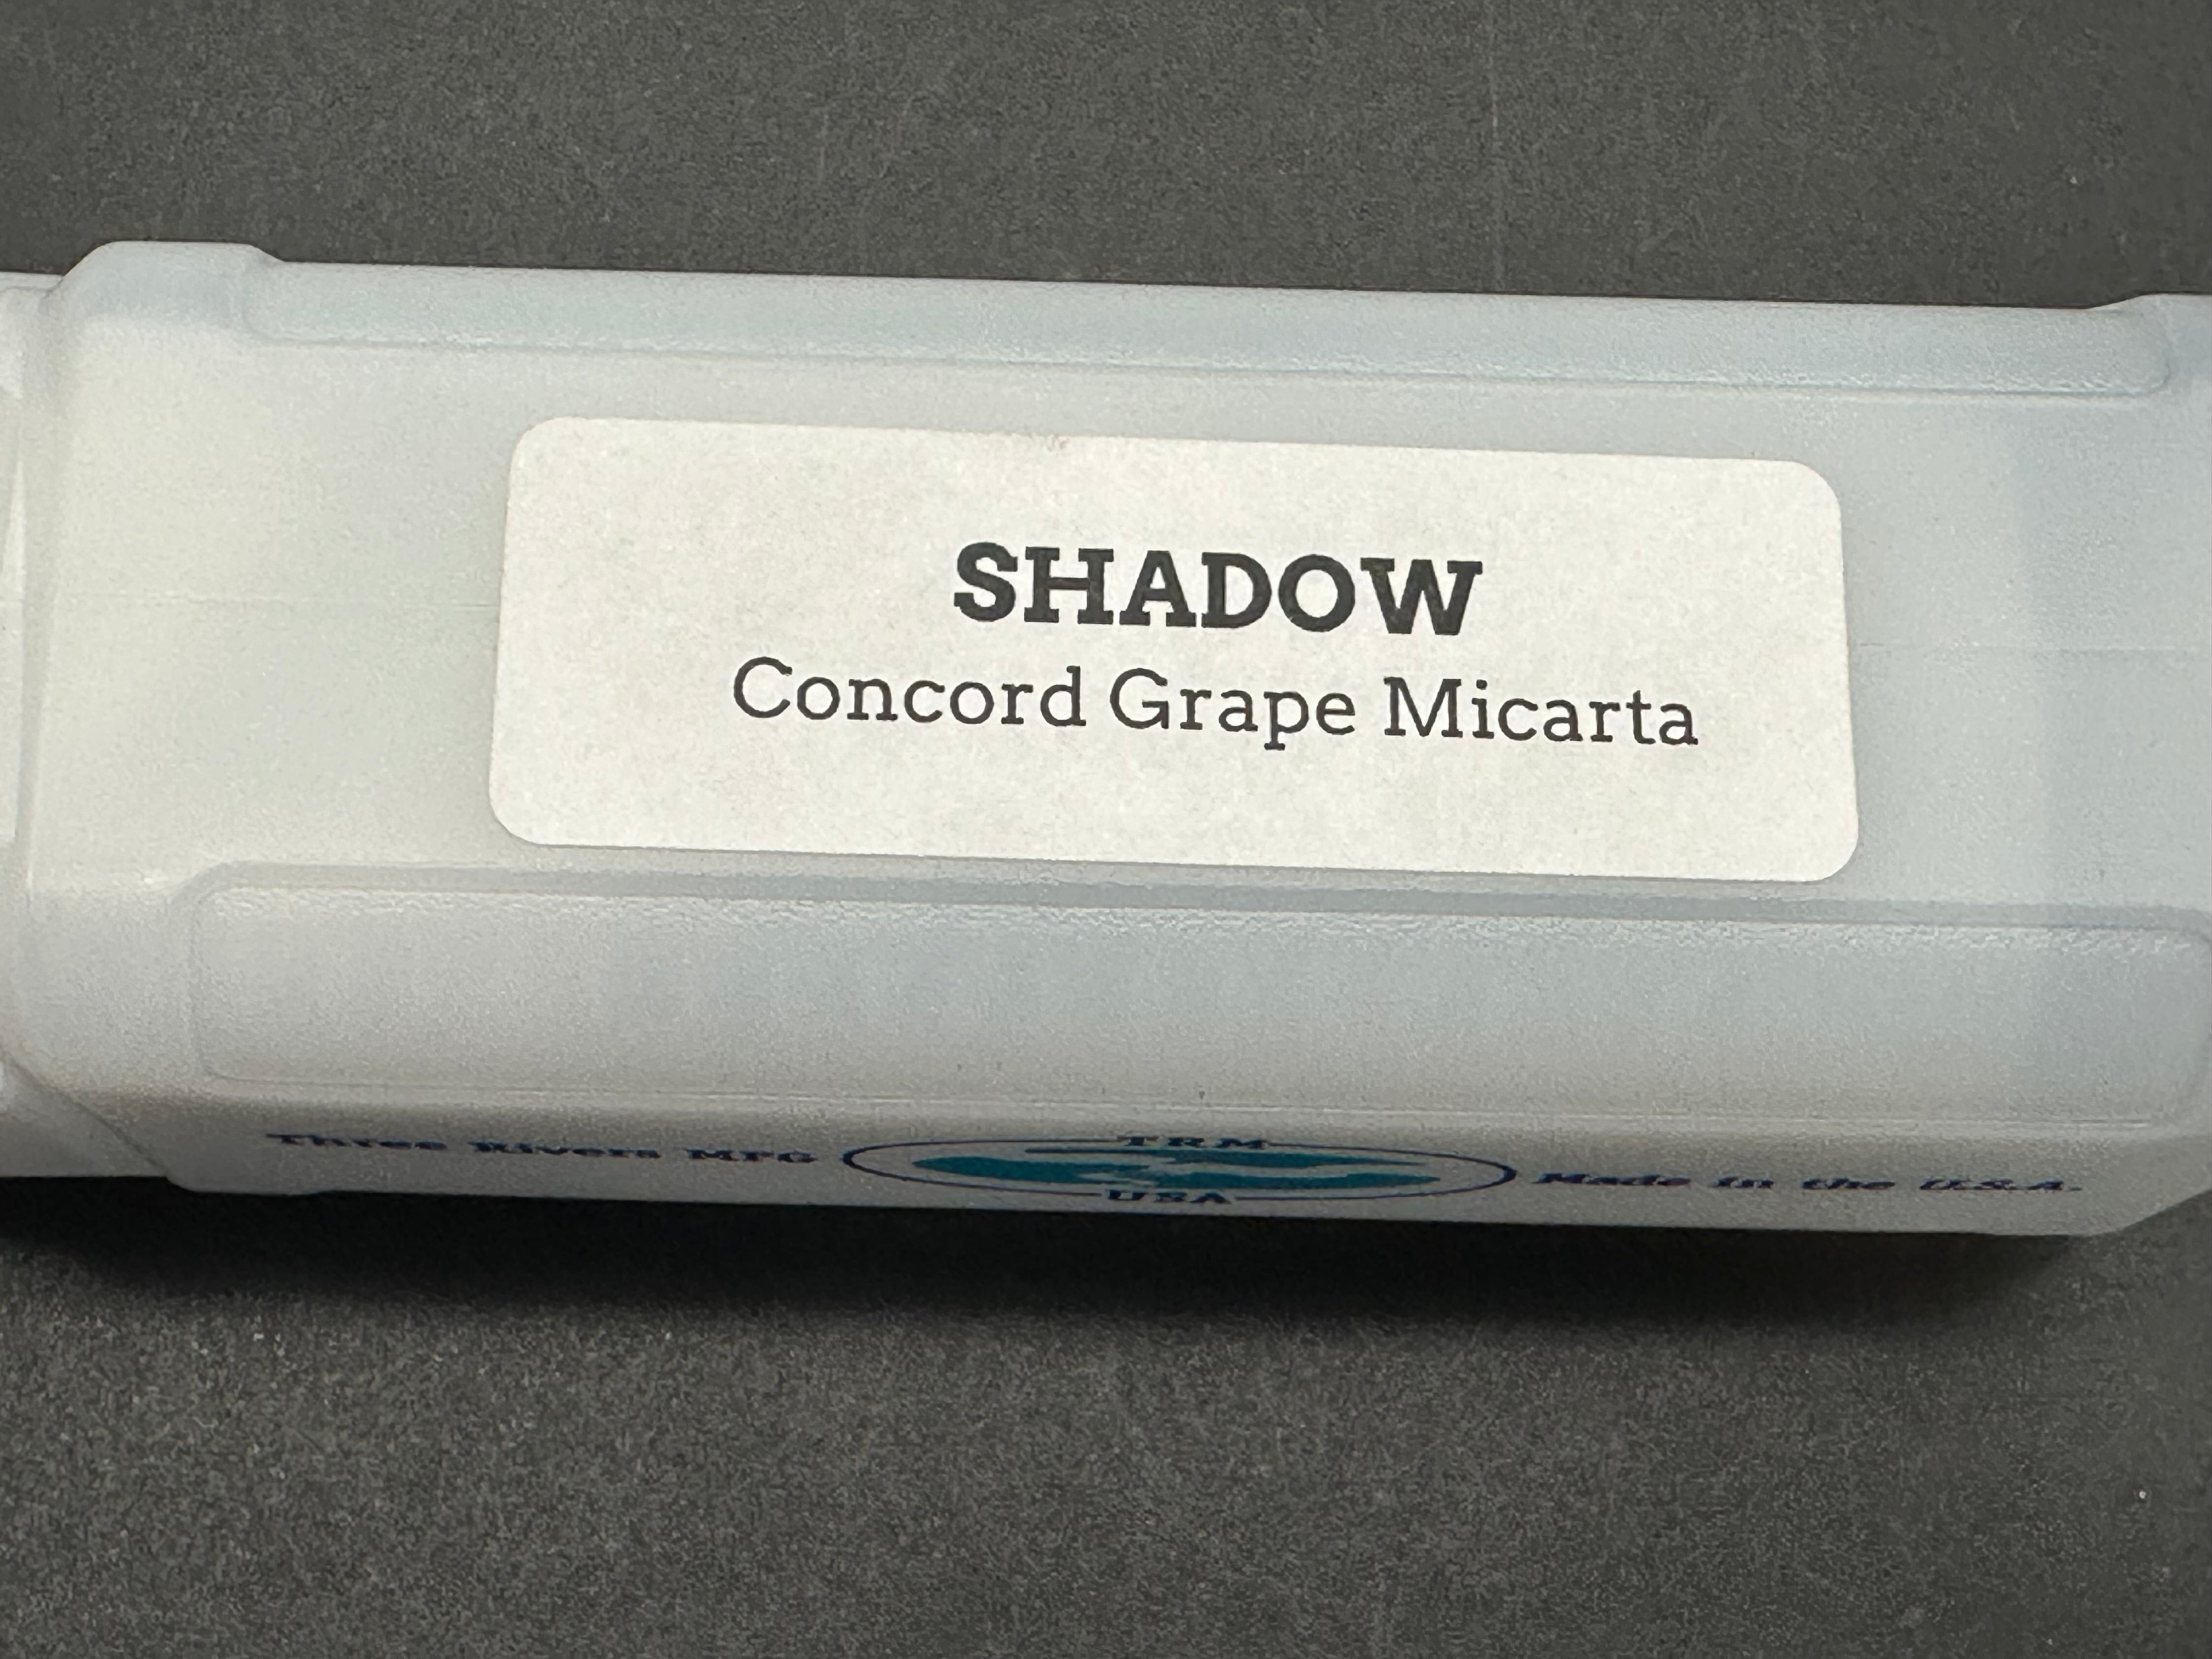 SHADOW
Concord Grape Micarta
Three Rivers MFG
TRM
USA
Made in the U.S.A.